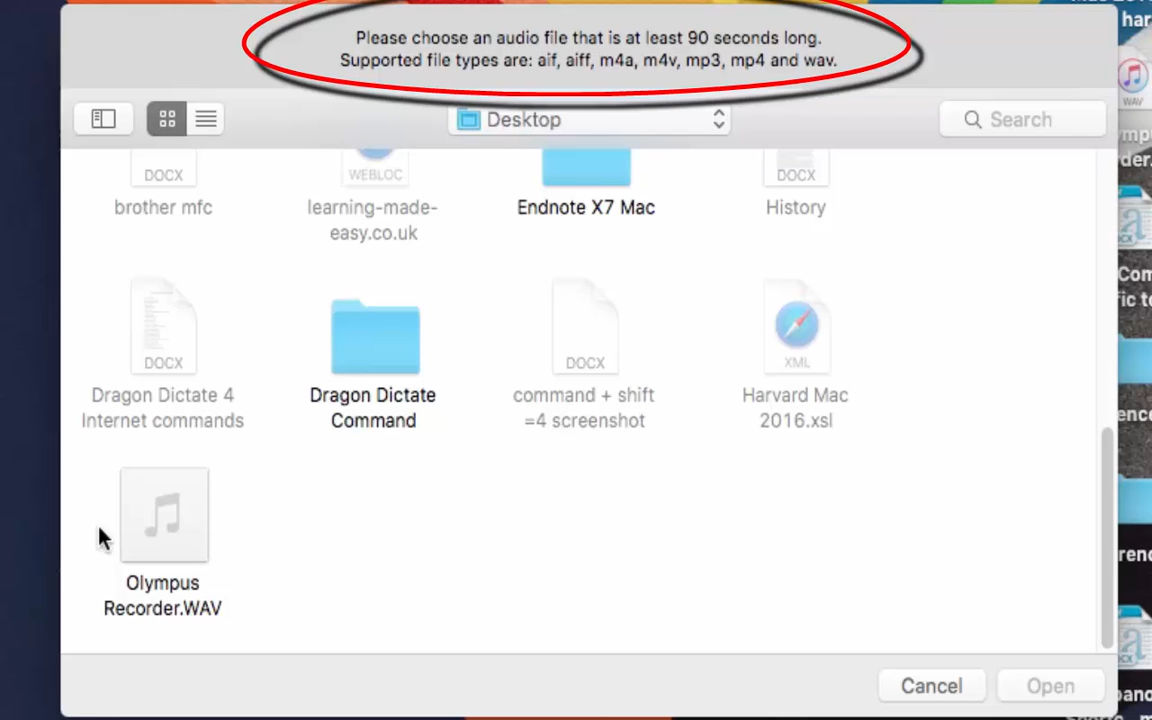 Please choose an audio file that is at least 90 seconds long.
Supported file types are: aif, aiff, m4a, m4v, mp3, mp4 and wav.
Desktop
Search
DOCX
WEBLOC
DOCX
brother mfc
learning-made-
easy.co.uk
Endnote X7 Mac
History
DOCX
DOCX
XML
Dragon Dictate 4
Internet commands
Dragon Dictate
Command
command + shift
=4 screenshot
Harvard Mac
2016.xsl
Olympus
Recorder.WAV
Cancel
Open
har
WAV